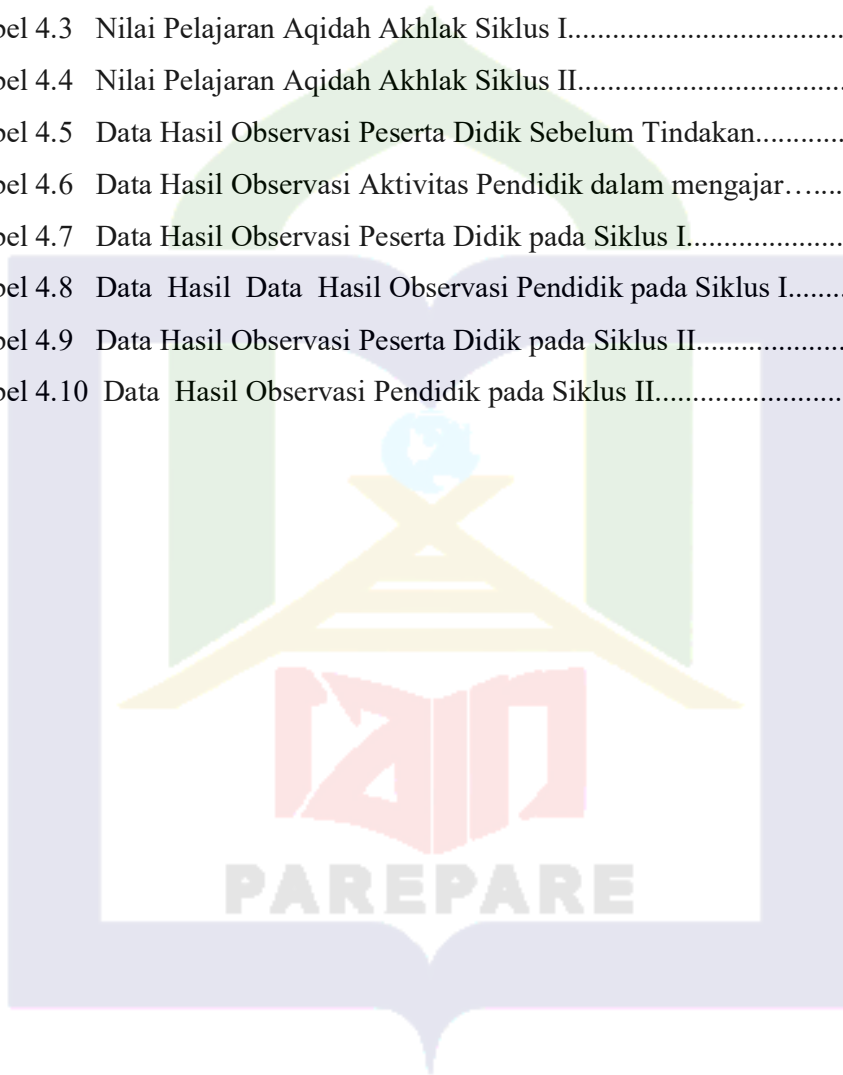 bel 4.3 Nilai Pelajaran Aqidah Akhlak Siklus I.....................................
bel 4.4 Nilai Pelajaran Aqidah Akhlak Siklus II....................................
bel 4.5 Data Hasil Observasi Peserta Didik Sebelum Tindakan............
bel 4.6 Data Hasil Observasi Aktivitas Pendidik dalam mengajar…....
bel 4.7 Data Hasil Observasi Peserta Didik pada Siklus I.....................
bel 4.8 Data Hasil Data Hasil Observasi Pendidik pada Siklus I........
bel 4.9 Data Hasil Observasi Peserta Didik pada Siklus II....................
bel 4.10 Data Hasil Observasi Pendidik pada Siklus II.........................
iain
PAREPARE